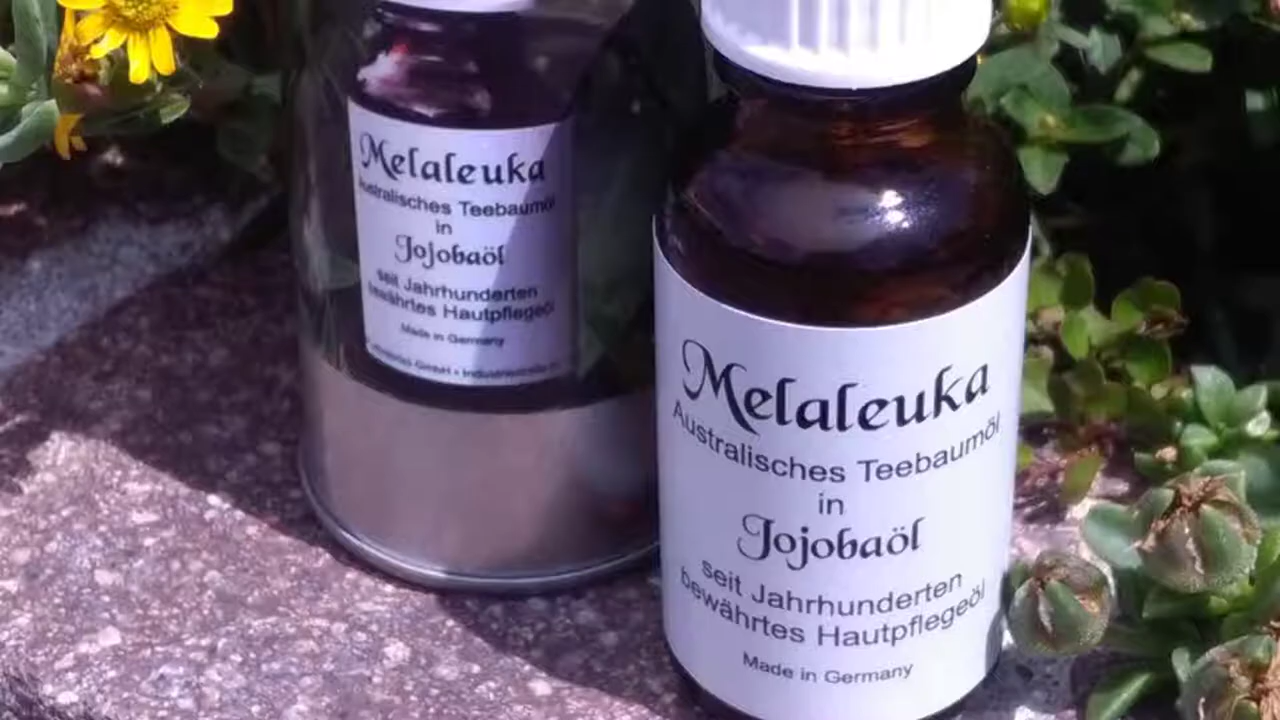 Melaleuka
Australisches Teebaumöl
in
Jojobaöl
seit Jahrhunderten
bewährtes Hautpflegeöl
Made in Germany
Melaleuka
Australisches Teebaumöl
in
Jojobaöl
seit Jahrhunderten
bewährtes Hautpflegeöl
Made in Germany